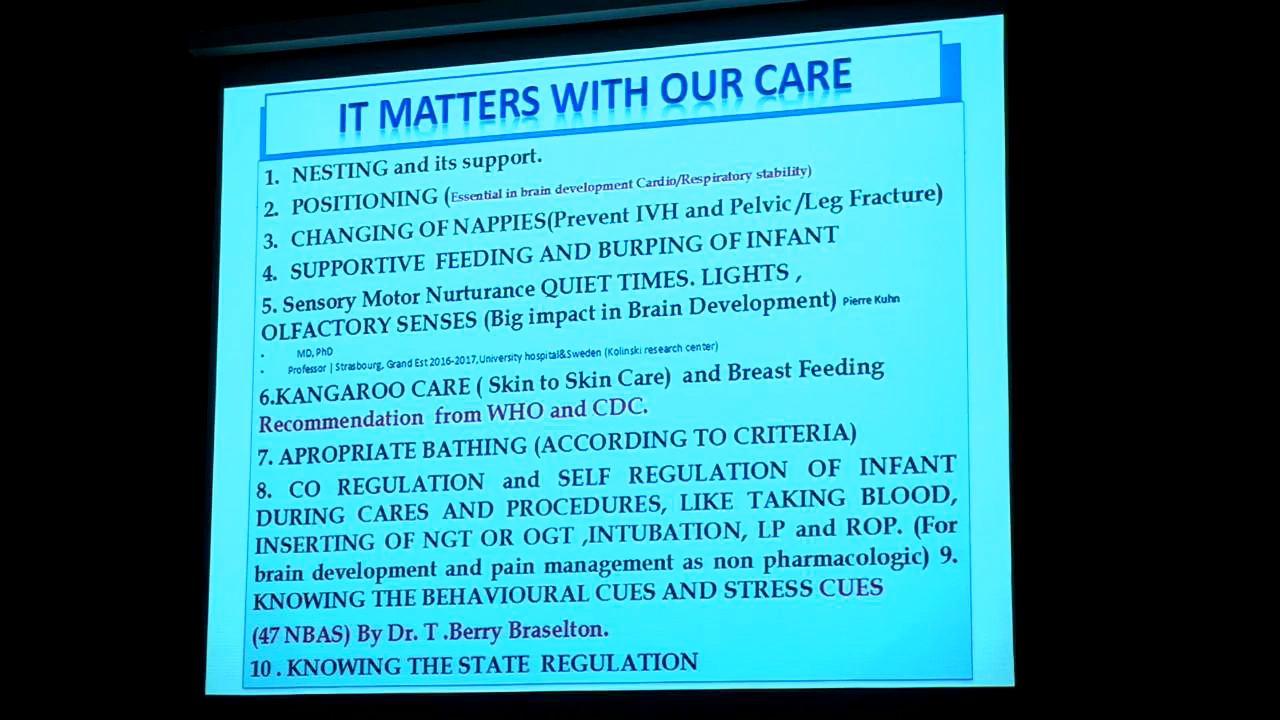 IT MATTERS WITH OUR CARE
1. NESTING and its support.
2. POSITIONING (Essential in brain development Cardio/Respiratory stability)
3. CHANGING OF NAPPIES(Prevent IVH and Pelvic/Leg Fracture)
4. SUPPORTIVE FEEDING AND BURPING OF INFANT
5. Sensory Motor Nurturance QUIET TIMES. LIGHTS ,
OLFACTORY SENSES (Big impact in Brain Development) Pierre Kuhn
• MD, PhD
• Professor | Strasbourg, Grand Est 2016-2017,University hospital&Sweden (Kolinski research center)
6.KANGAROO CARE ( Skin to Skin Care) and Breast Feeding
Recommendation from WHO and CDC.
7. APROPRIATE BATHING (ACCORDING TO CRITERIA)
8. CO REGULATION and SELF REGULATION OF INFANT
DURING CARES AND PROCEDURES, LIKE TAKING BLOOD,
INSERTING OF NGT OR OGT ,INTUBATION, LP and ROP. (For
brain development and pain management as non pharmacologic) 9.
KNOWING THE BEHAVIOURAL CUES AND STRESS CUES
(47 NBAS) By Dr. T .Berry Braselton.
10 . KNOWING THE STATE REGULATION